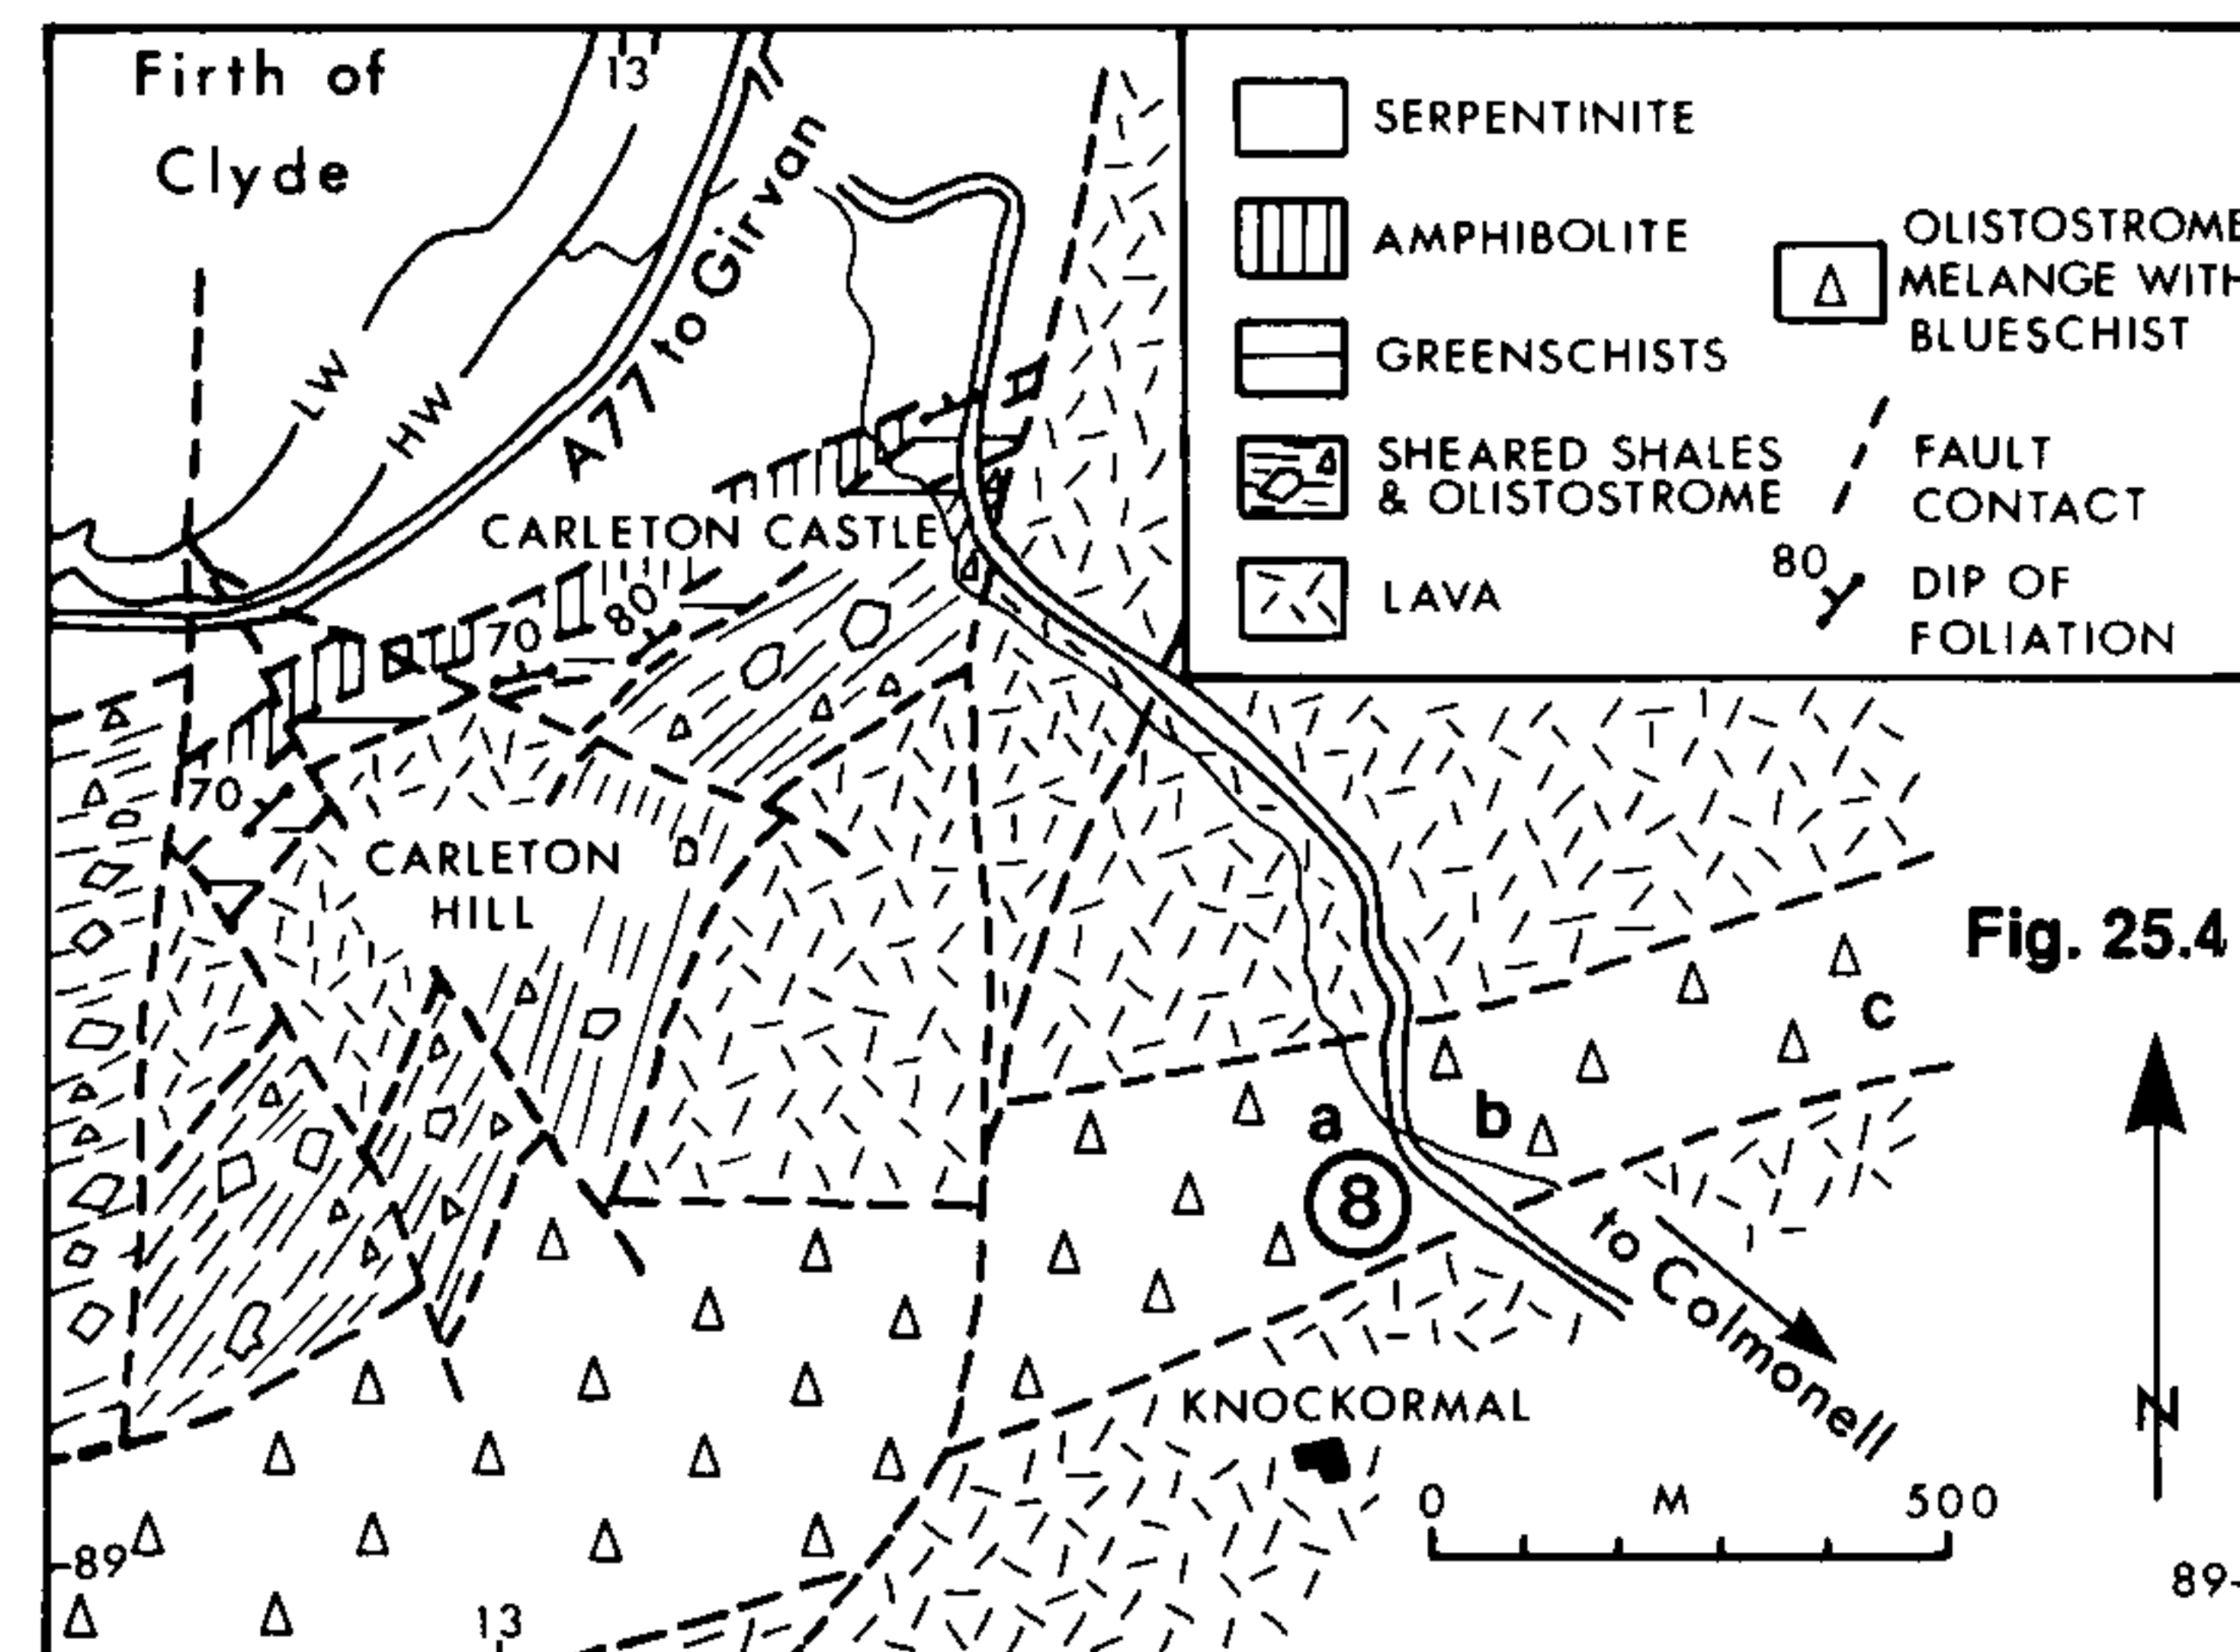 Firth of
Clyde
13
A77 to Girvan
LW
HW
CARLETON CASTLE
70
80
70
CARLETON
HILL
SERPENTINITE
AMPHIBOLITE
GREENSCHISTS
SHEARED SHALES
& OLISTOSTROME
LAVA
OLISTOSTROME
MELANGE WITH
BLUESCHIST
FAULT
CONTACT
80
DIP OF
FOLIATION
Fig. 25.4
c
b
a
8
to Colmonell
KNOCKORMAL
N
0 M 500
89
89
13